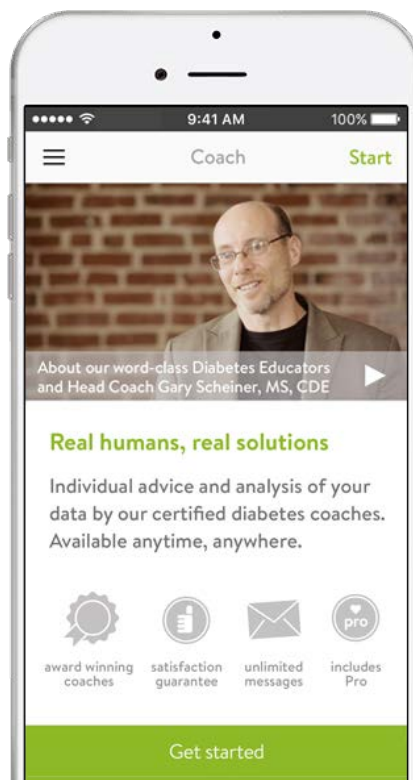 9:41 AM
100%
Coach
Start
About our word-class Diabetes Educators
and Head Coach Gary Scheiner, MS, CDE
Real humans, real solutions
Individual advice and analysis of your
data by our certified diabetes coaches.
Available anytime, anywhere.
pro
award winning
coaches
satisfaction
guarantee
unlimited
messages
includes
Pro
Get started